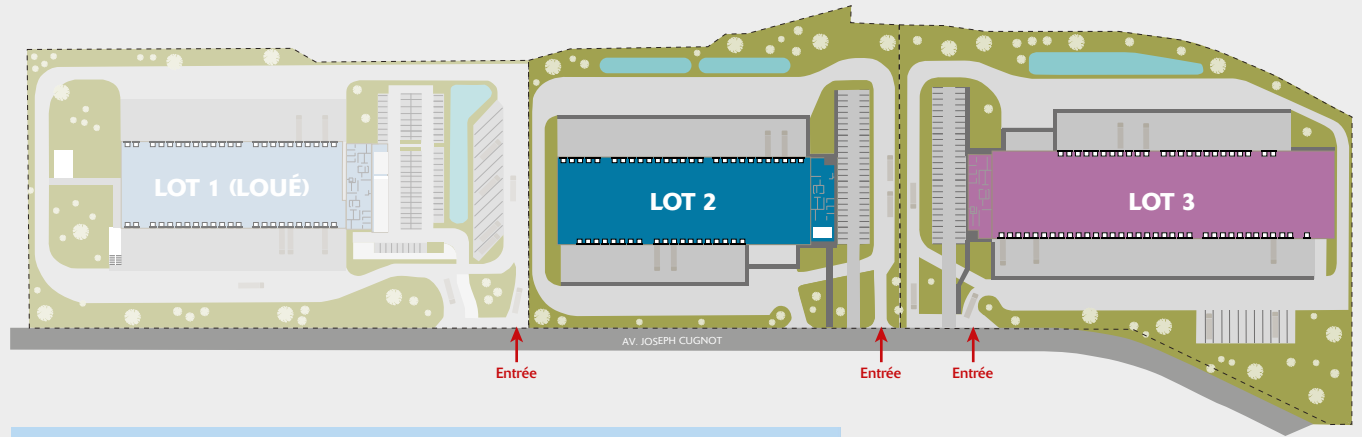 LOT 1 (LOUÉ)
LOT 2
LOT 3
AV. JOSEPH CUGNOT
Entrée
Entrée
Entrée